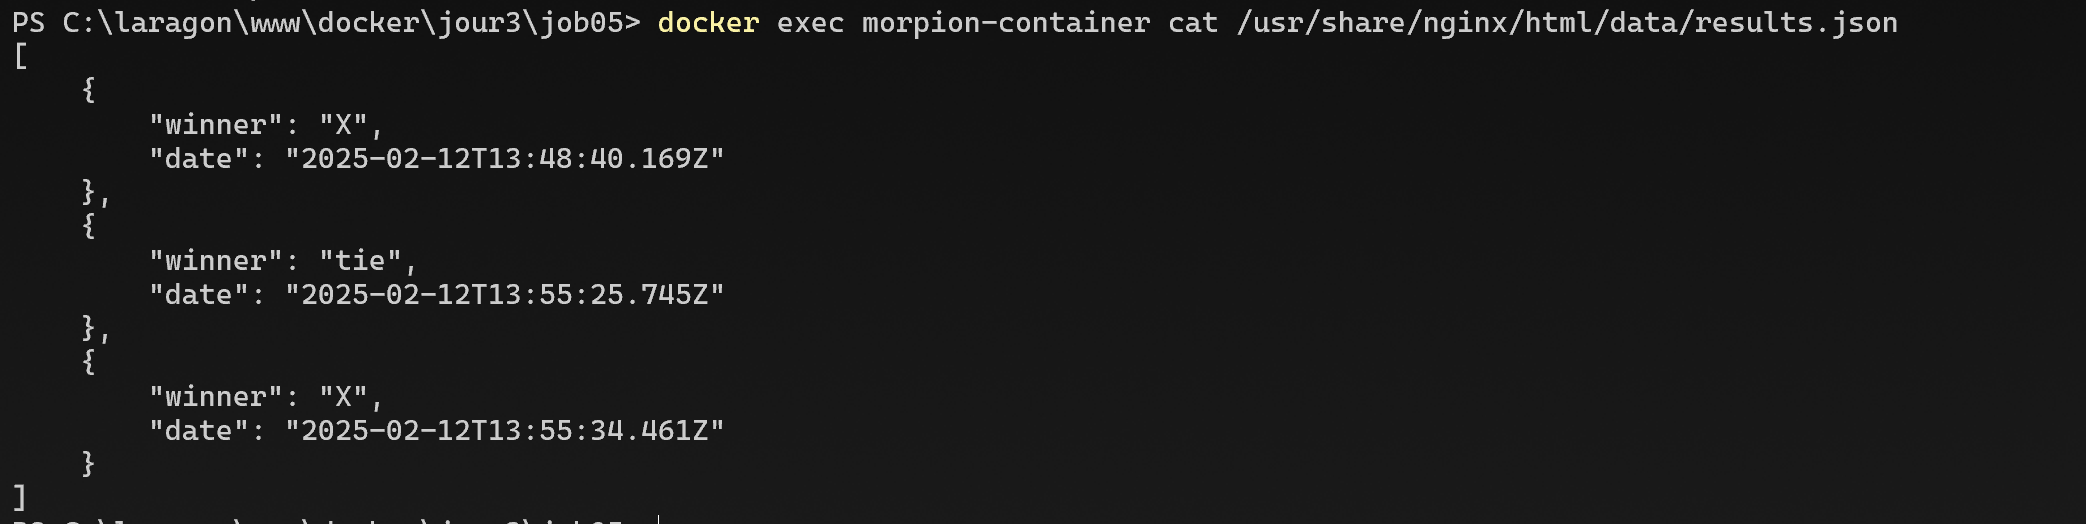 PS C:\laragon\www\docker\jour3\job05> docker exec morpion-container cat /usr/share/nginx/html/data/results.json
[
    {
        "winner": "X",
        "date": "2025-02-12T13:48:40.169Z"
    },
    {
        "winner": "tie",
        "date": "2025-02-12T13:55:25.745Z"
    },
    {
        "winner": "X",
        "date": "2025-02-12T13:55:34.461Z"
    }
]